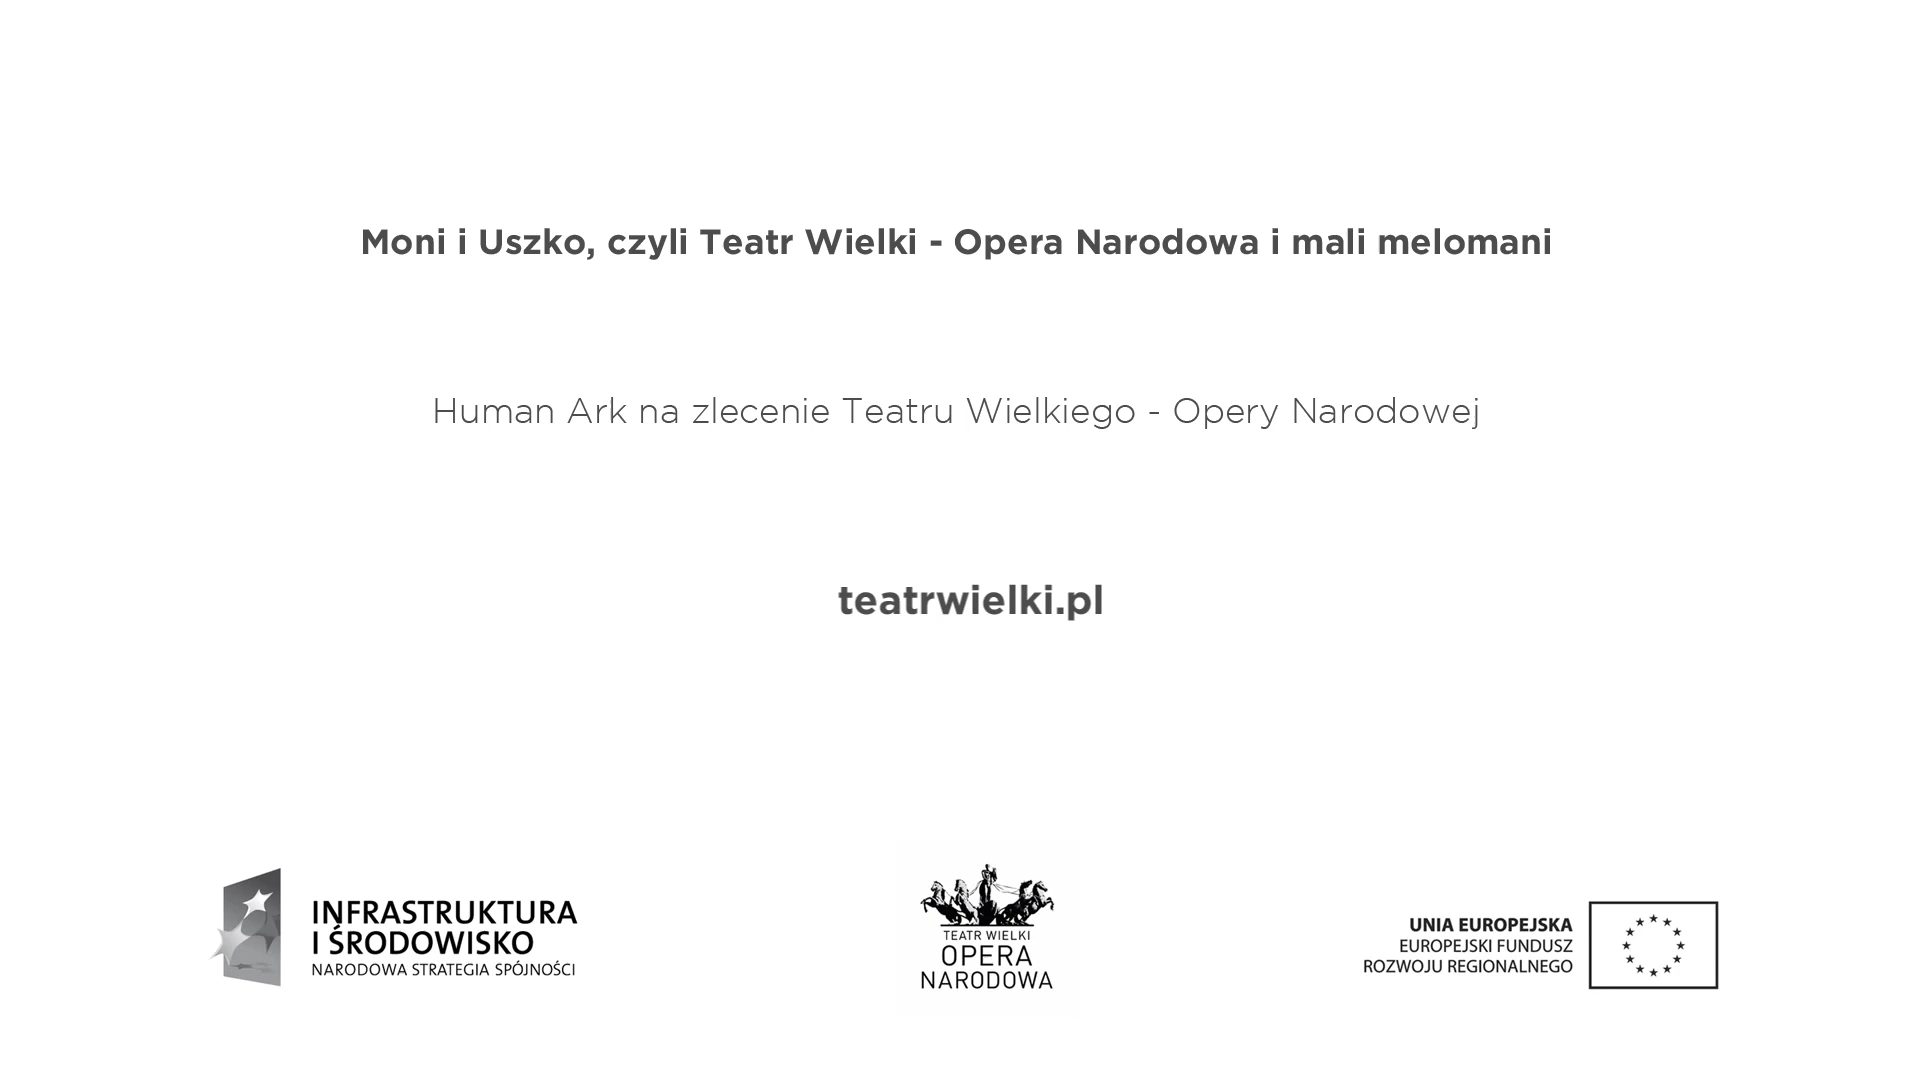 Moni i Uszko, czyli Teatr Wielki - Opera Narodowa i mali melomani
Human Ark na zlecenie Teatru Wielkiego - Opery Narodowej
teatrwielki.pl
INFRASTRUKTURA
I ŚRODOWISKO
NARODOWA STRATEGIA SPÓJNOŚCI
TEATR WIELKI
OPERA
NARODOWA
UNIA EUROPEJSKA
EUROPEJSKI FUNDUSZ
ROZWOJU REGIONALNEGO